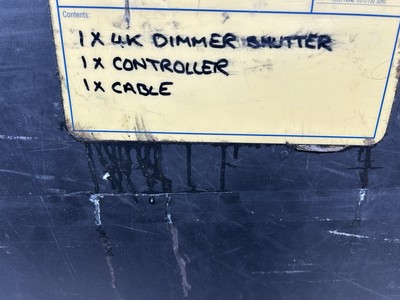 Contents:
1 X 4K DIMMER SHUTTER
1 X CONTROLLER
1 X CABLE